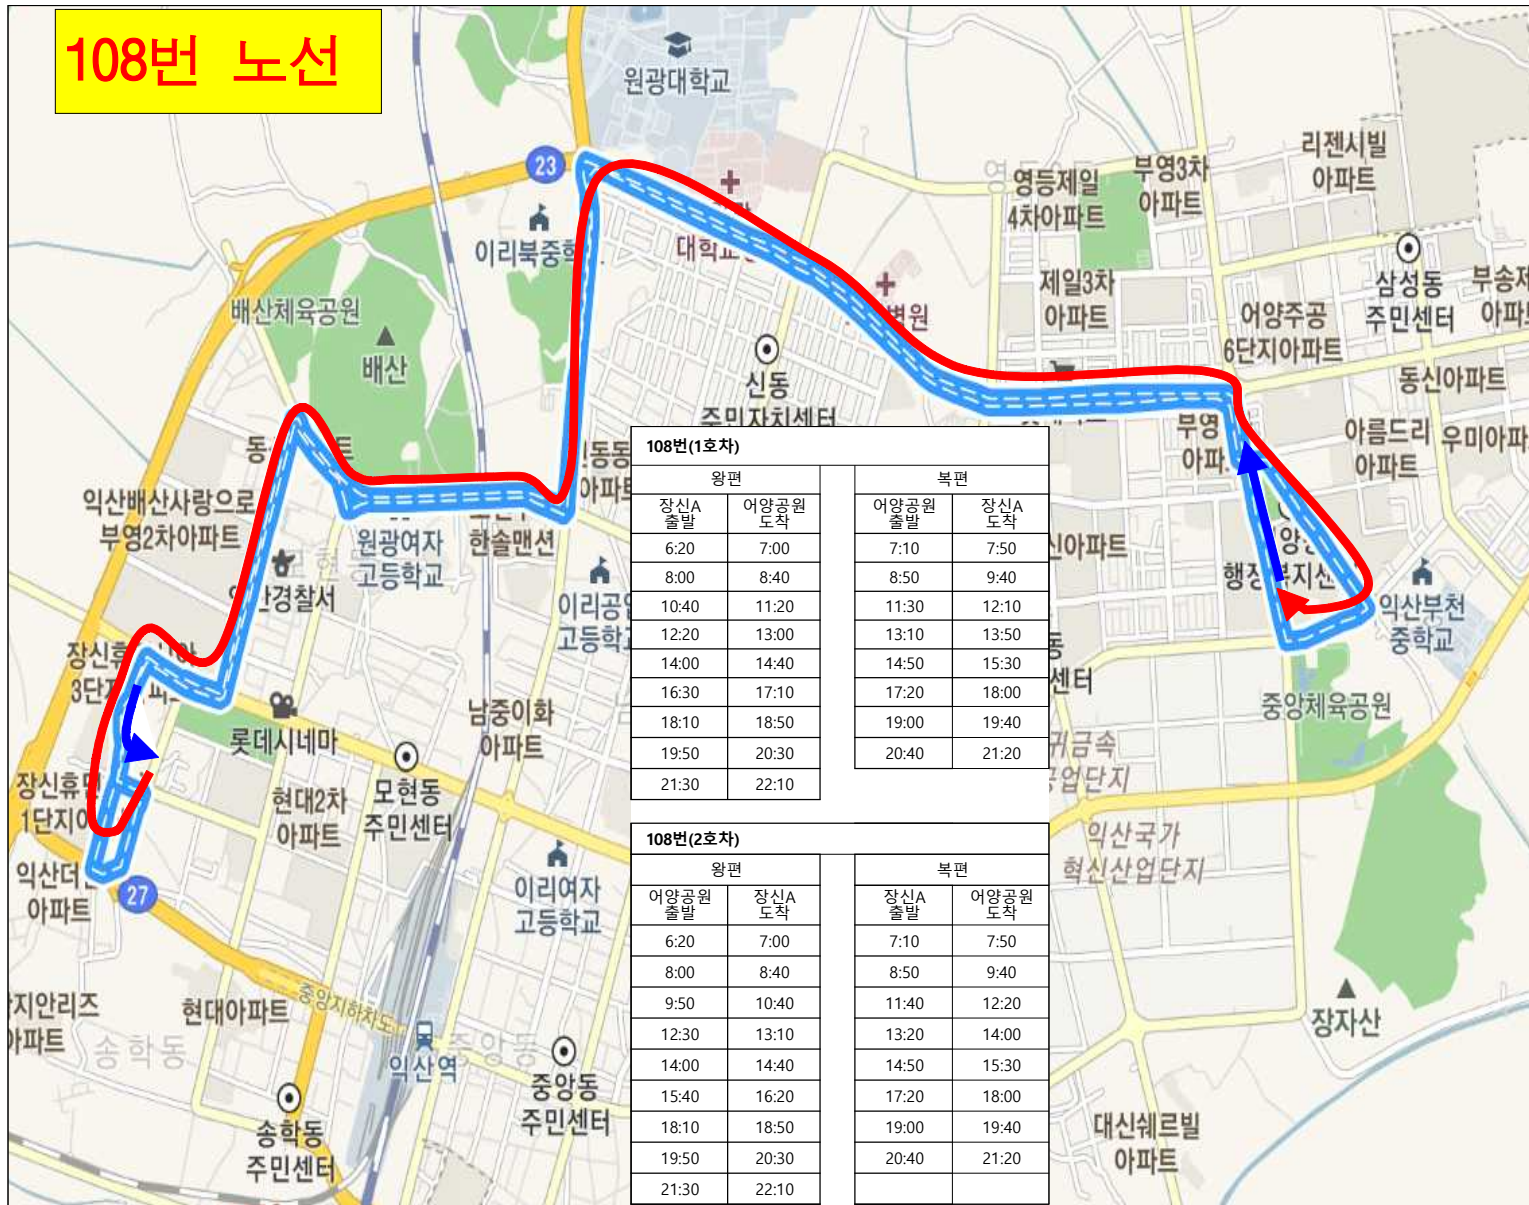 108번 노선
원광대학교
23
이리북중학
영등제일
4차아파트
부영3차
아파트
리젠시빌
아파트
배산체육공원
배산
제일3차
아파트
삼성동
주민센터
어양주공
6단지아파트
동신아파트
신동
주민자치센터
부영
아름드리
아파트
우미아파
익산배산사랑으로
부영2차아파트
원광여자
고등학교
한솔맨션
이리공업
고등학교
신아파트
익산부천
중학교
익산경찰서
롯데시네마
남중이화
아파트
모현동
주민센터
현대2차
아파트
중앙체육공원
귀금속
공업단지
익산국가
혁신산업단지
27
아파트
이리여자
고등학교
현대아파트
중앙지하차도
송학동
익산역
중앙동
중앙동
주민센터
송학동
주민센터
장자산
대신쉐르빌
아파트
108번(1호차)
왕편 복편
장신A 출발 어양공원 도착 어양공원 출발 장신A 도착
6:20 7:00 7:10 7:50
8:00 8:40 8:50 9:40
10:40 11:20 11:30 12:10
12:20 13:00 13:10 13:50
14:00 14:40 14:50 15:30
16:30 17:10 17:20 18:00
18:10 18:50 19:00 19:40
19:50 20:30 20:40 21:20
21:30 22:10
108번(2호차)
왕편 복편
어양공원 출발 장신A 도착 장신A 출발 어양공원 도착
6:20 7:00 7:10 7:50
8:00 8:40 8:50 9:40
9:50 10:40 11:40 12:20
12:30 13:10 13:20 14:00
14:00 14:40 14:50 15:30
15:40 16:20 17:20 18:00
18:10 18:50 19:00 19:40
19:50 20:30 20:40 21:20
21:30 22:10